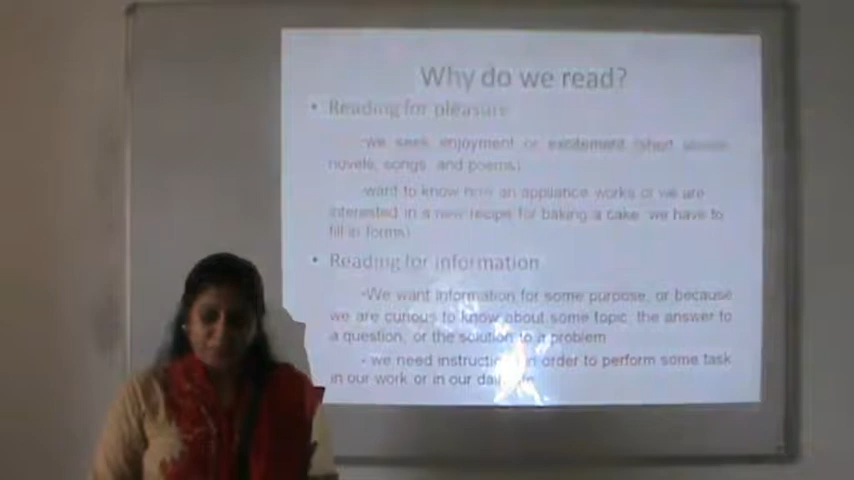 Why do we read?
• Reading for pleasure
-we seek enjoyment or excitement (short stories
novels, songs and poems)
-want to know how an appliance works or we are
interested in a new recipe for baking a cake we have to
fill in forms)
• Reading for information
-We want information for some purpose, or because
we are curious to know about some topic, the answer to
a question, or the solution to a problem
- we need in order to perform some task
in our work or in our